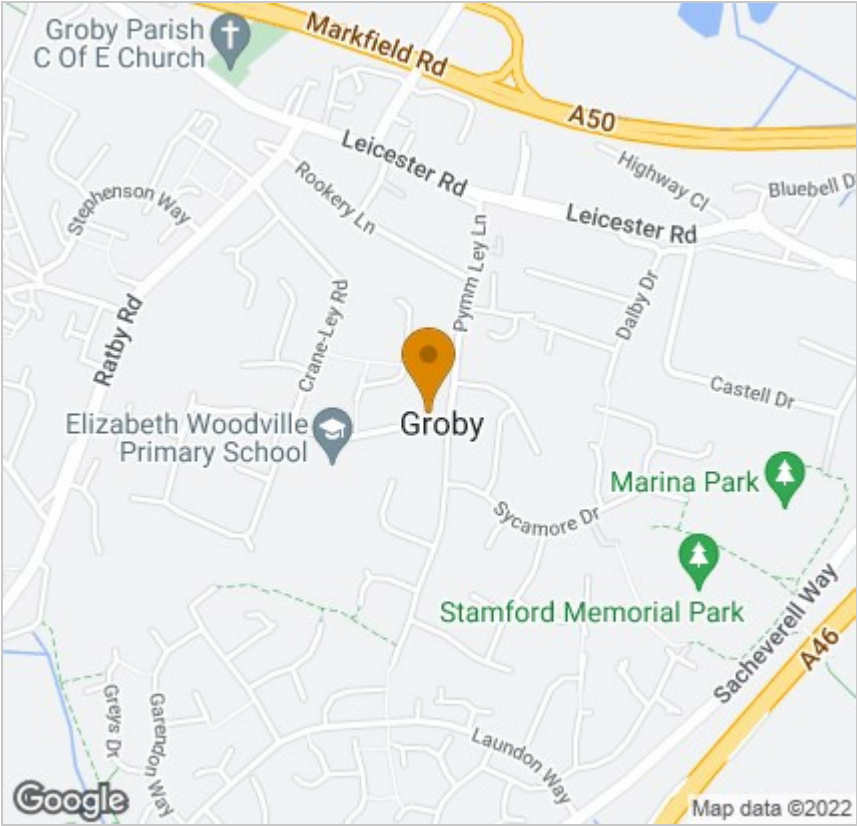 Groby Parish
C Of E Church
Markfield Rd
A50
Leicester Rd
Highway Cl
Bluebell D
Stephenson Way
Rookery Ln
Leicester Rd
Pymm Ley Ln
Dalby Dr
Ratby Rd
Crane-Ley Rd
Castell Dr
Elizabeth Woodville
Primary School
Groby
Marina Park
Sycamore Dr
Stamford Memorial Park
Sacheverell Way
A46
Greys Dr
Garendon Way
Laundon Way
Google
Map data ©2022